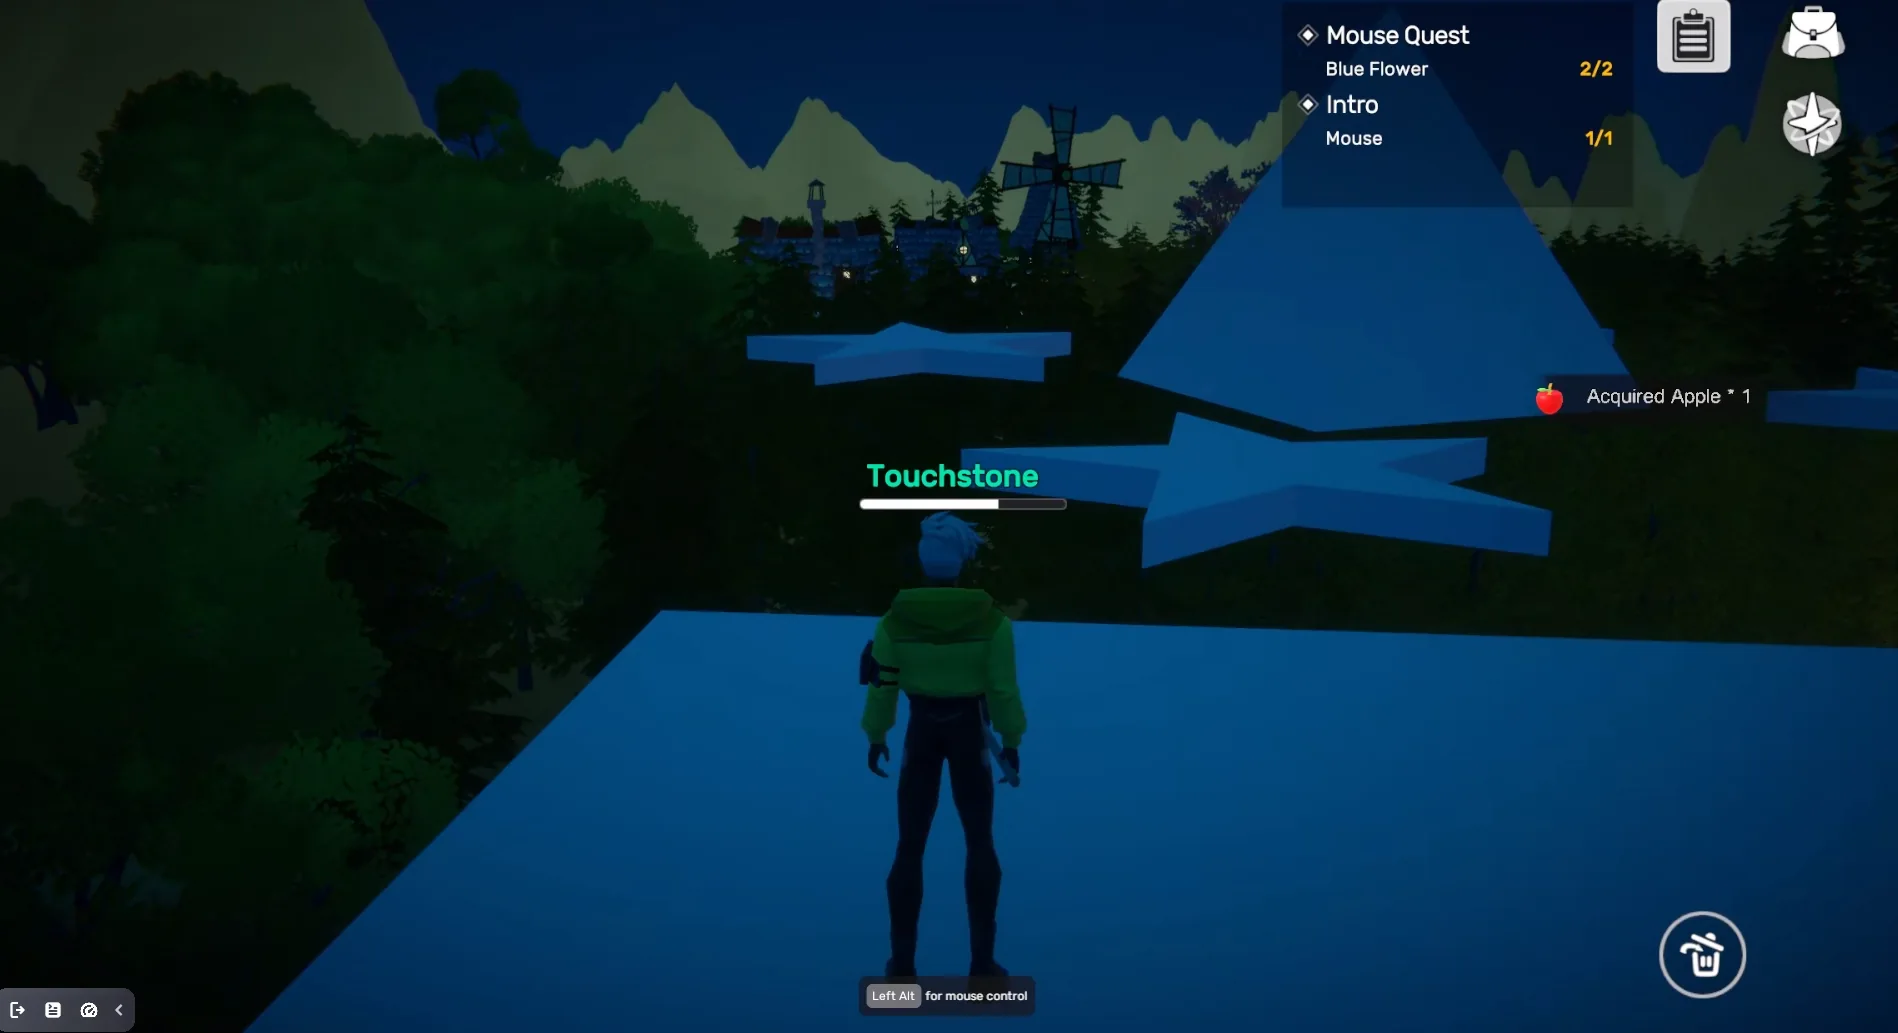 Mouse Quest
Blue Flower 2/2
Intro
Mouse 1/1
Acquired Apple * 1
Touchstone
Left Alt for mouse control